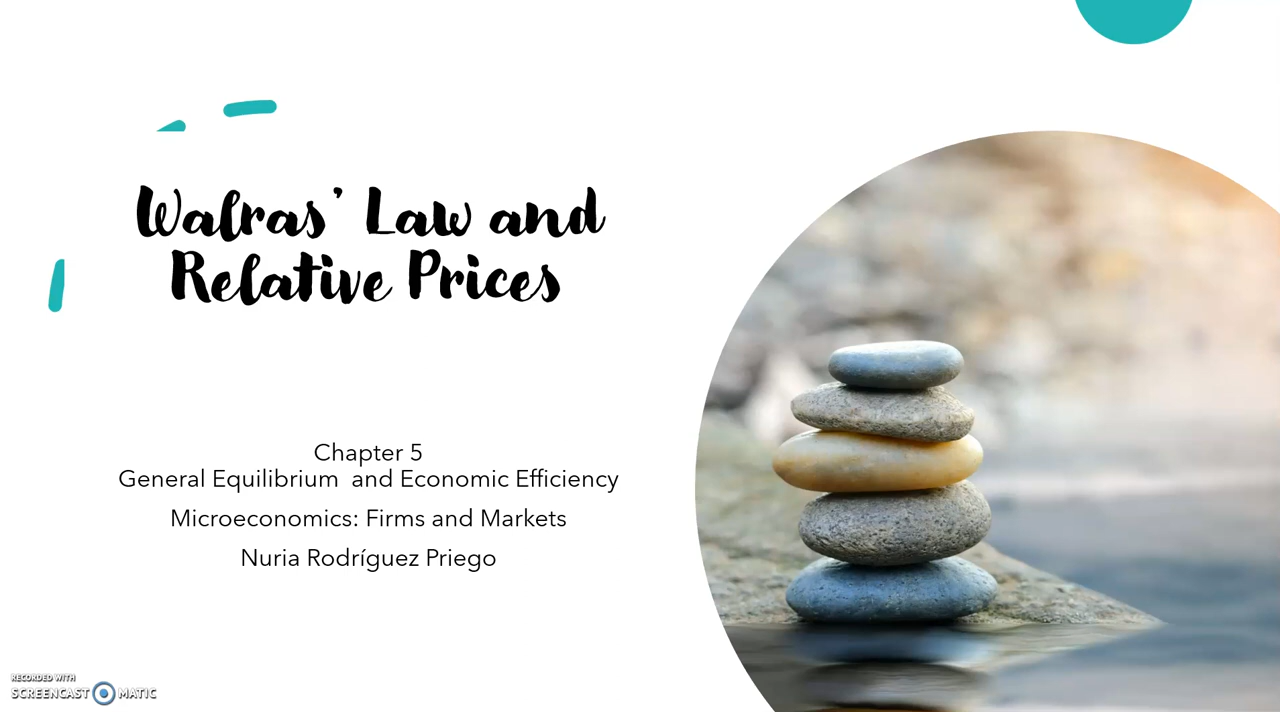 Walras' Law and
Relative Prices
Chapter 5
General Equilibrium and Economic Efficiency
Microeconomics: Firms and Markets
Nuria Rodríguez Priego
RECORDED WITH
SCREENCAST MATIC